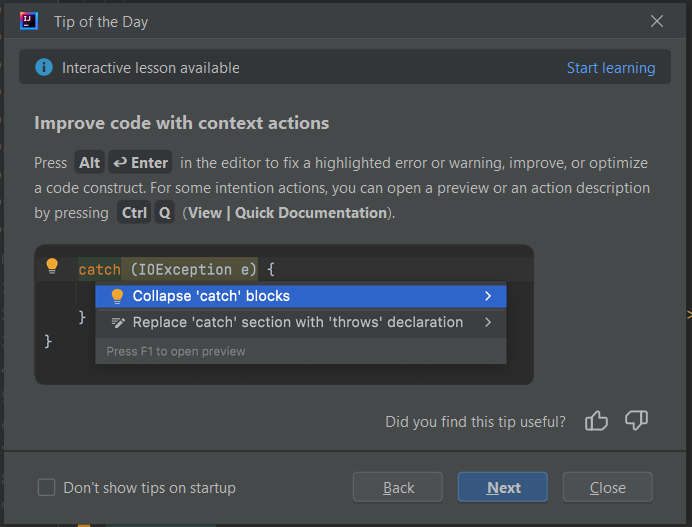 IJ
Tip of the Day
Interactive lesson available
Start learning
Improve code with context actions
Press Alt Enter in the editor to fix a highlighted error or warning, improve, or optimize
a code construct. For some intention actions, you can open a preview or an action description
by pressing Ctrl Q (View | Quick Documentation).
catch (IOException e) {
Collapse 'catch' blocks
}
Replace 'catch' section with 'throws' declaration
}
Press F1 to open preview
Did you find this tip useful?
Don't show tips on startup
Back
Next
Close